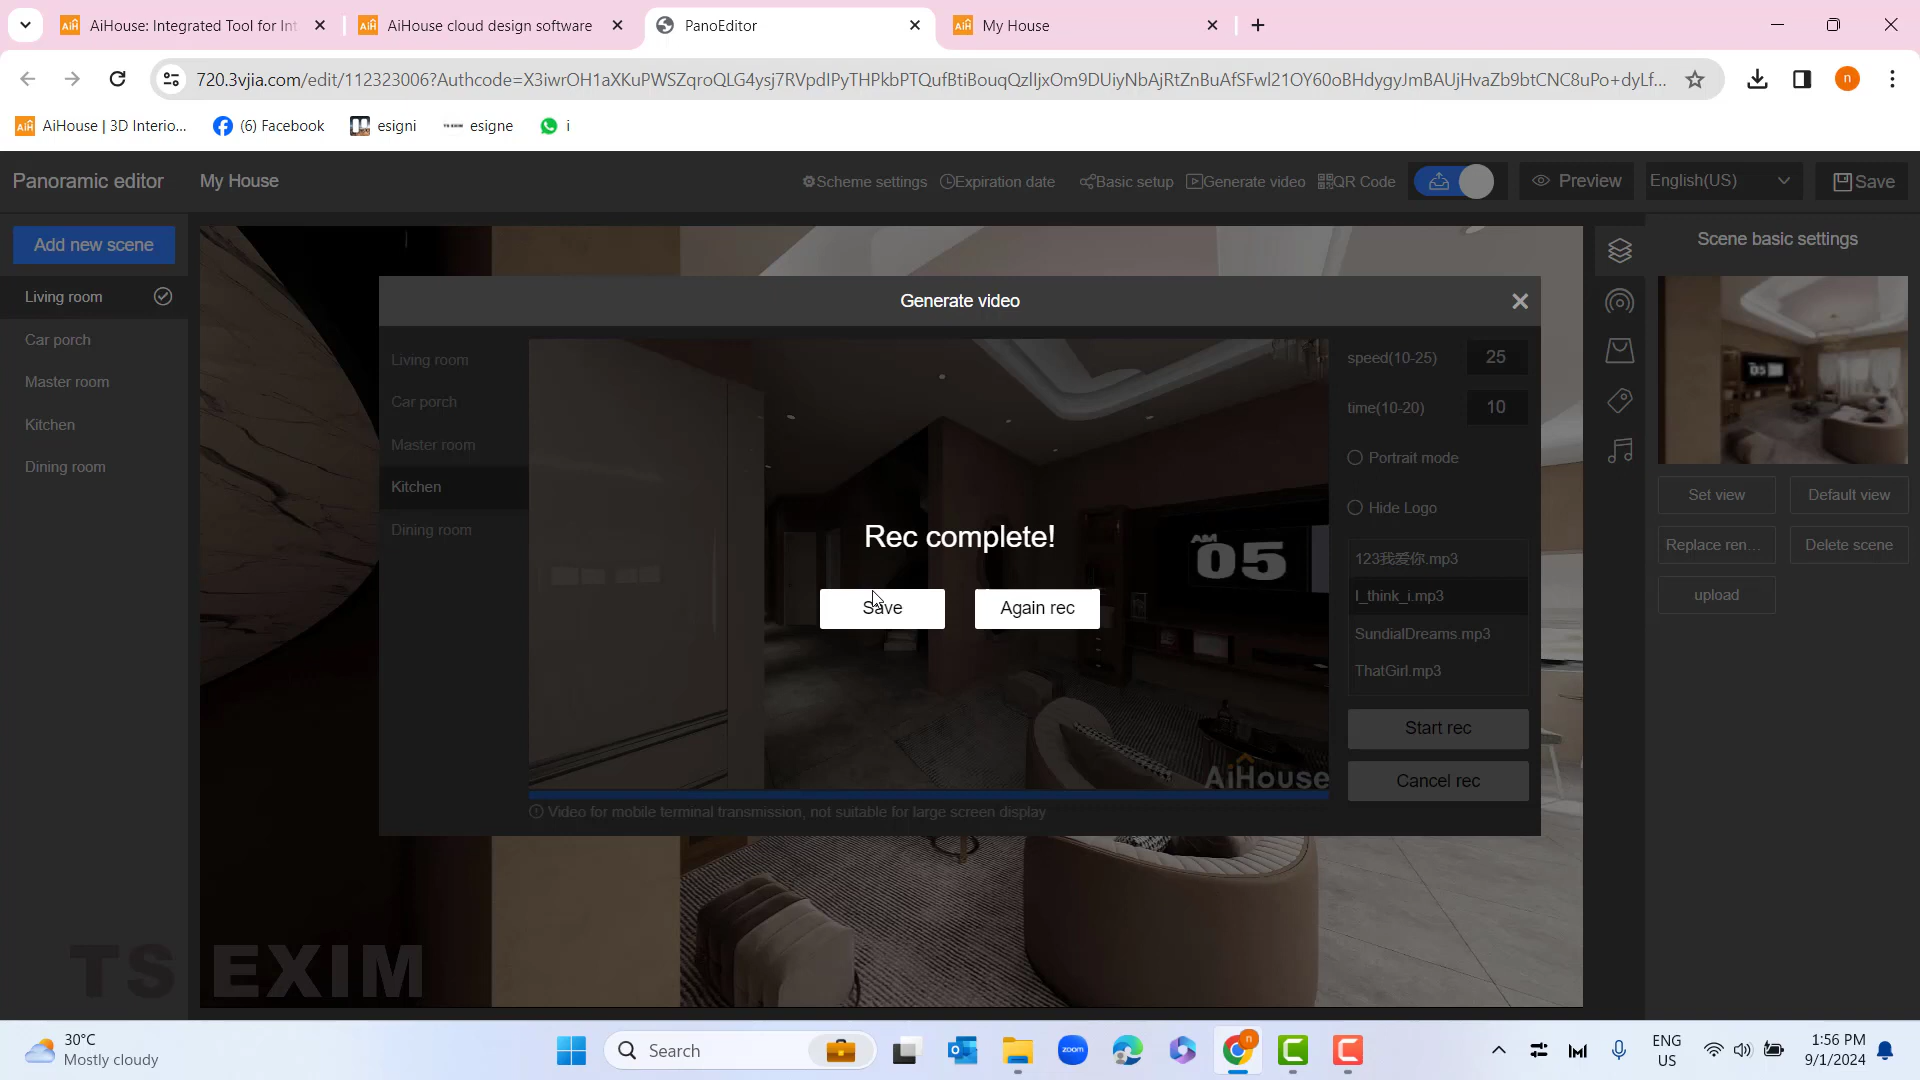 AiHouse: Integrated Tool for Int
AiHouse cloud design software
PanoEditor
My House
720.3vjia.com/edit/112323006?Authcode=X3iwrOH1aXKuPWSZqroQLG4ysj7RVpdIPyTHPkbPTQufBtiBouqQzlljxOm9DUiyNbAjRtZnBuAfSFwl21OY60oBHdygyJmBAUjHvaZb9btCNC8uPo+dyLf...
n
AiHouse | 3D Interio...
(6) Facebook
esigni
esigne
i
Panoramic editor
My House
Scheme settings
Expiration date
Basic setup
Generate video
QR Code
Preview
English(US)
Save
Add new scene
Living room
Car porch
Master room
Kitchen
Dining room
Generate video
Living room
Car porch
Master room
Kitchen
Dining room
Rec complete!
Save
Again rec
AM
05
AiHouse
Video for mobile terminal transmission, not suitable for large screen display
speed(10-25)
25
time(10-20)
10
Portrait mode
Hide Logo
123我爱你.mp3
I_think_i.mp3
SundialDreams.mp3
ThatGirl.mp3
Start rec
Cancel rec
Scene basic settings
05
Set view
Default view
Replace ren...
Delete scene
upload
TS EXIM
30°C
Mostly cloudy
Search
zoom
ENG
US
1:56 PM
9/1/2024